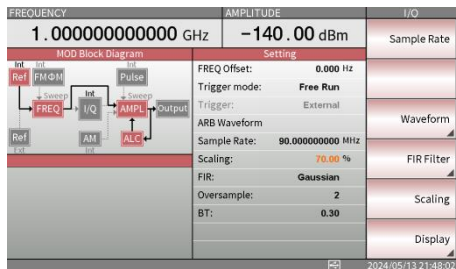 FREQUENCY AMPLITUDE I/Q
1.000000000000 GHz -140.00 dBm
Sample Rate
MOD Block Diagram
Setting
Int Int
Ref FMΦM Pulse
Sweep Int Sweep
FREQ I/Q AMPL Output
Ref AM ALC
Ext Int
FREQ Offset: 0.000 Hz
Trigger mode: Free Run
Trigger: External
ARB Waveform
Sample Rate: 90.000000000 MHz
Scaling: 70.00 %
FIR: Gaussian
Oversample: 2
BT: 0.30
Waveform
FIR Filter
Scaling
Display
2024/05/13 21:48:02